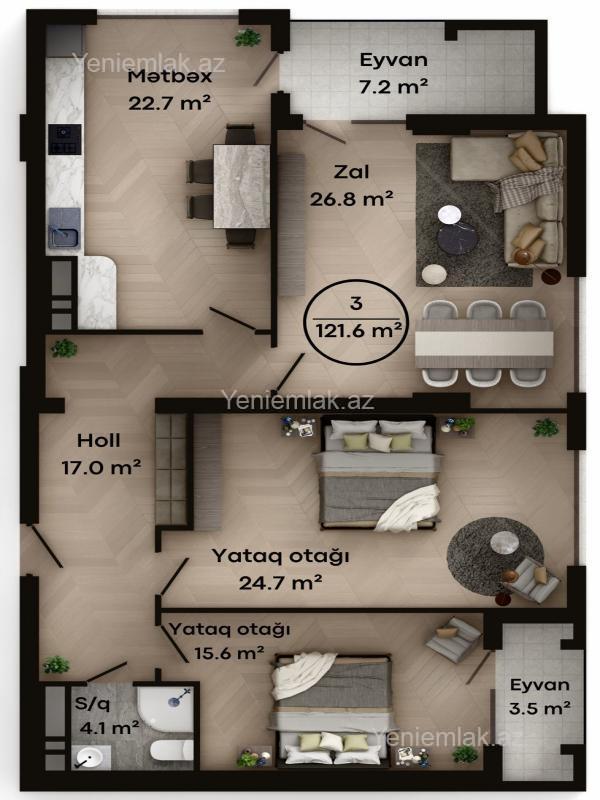 Yeniemlak.az
Mətbəx
22.7 m²
Eyvan
7.2 m²
Zal
26.8 m²
3
121.6 m²
Yeniemlak.az
Holl
17.0 m²
Yataq otağı
24.7 m²
Yataq otağı
15.6 m²
S/q
4.1 m²
Eyvan
3.5 m²
Yeniemlak.az